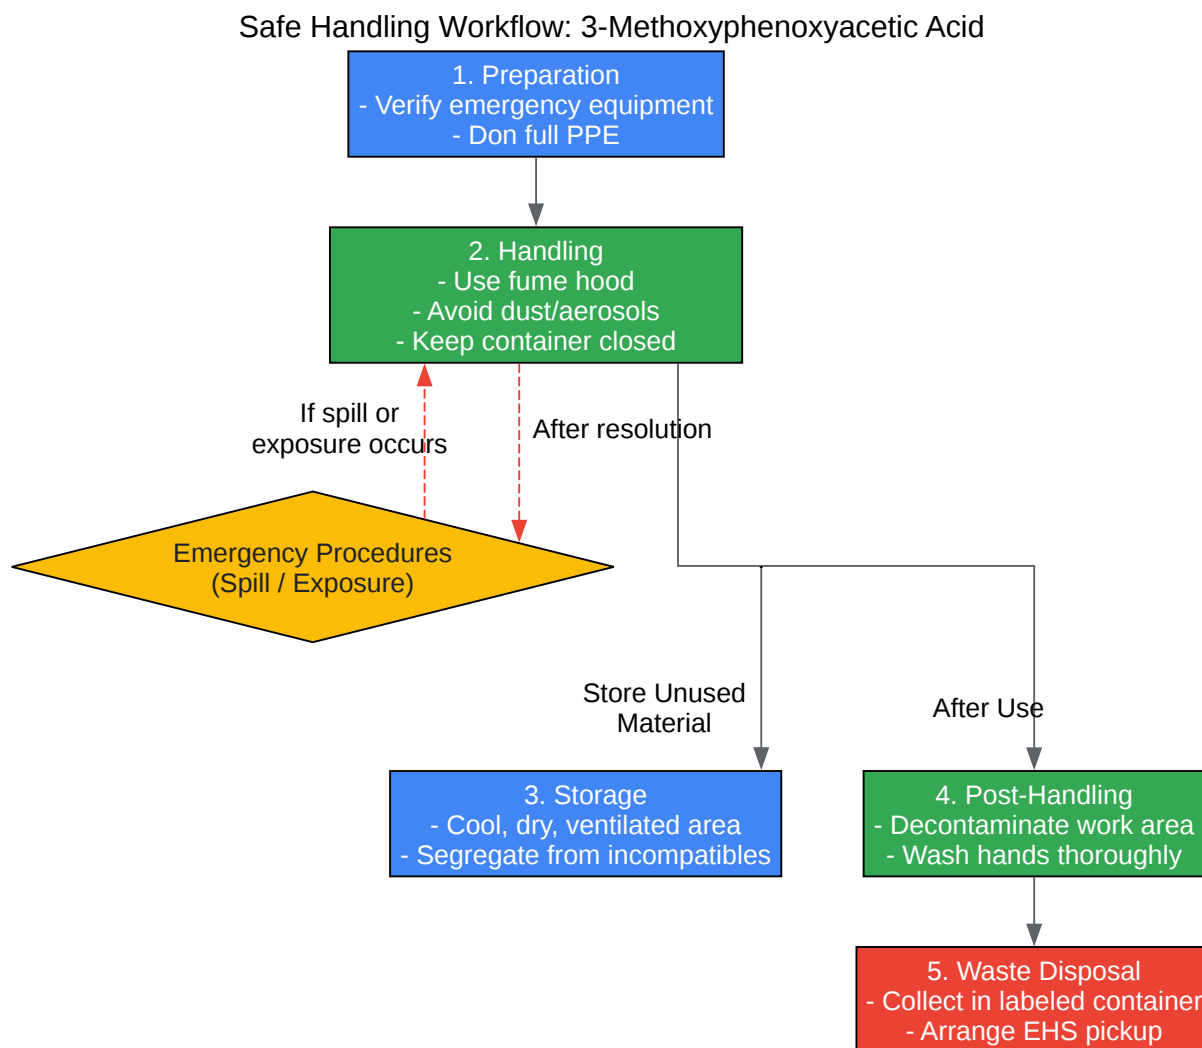 Safe Handling Workflow: 3-Methoxyphenoxyacetic Acid
1. Preparation
- Verify emergency equipment
- Don full PPE
2. Handling
- Use fume hood
- Avoid dust/aerosols
- Keep container closed
If spill or
exposure occurs
After resolution
Emergency Procedures
(Spill / Exposure)
Store Unused
Material
After Use
3. Storage
- Cool, dry, ventilated area
- Segregate from incompatibles
4. Post-Handling
- Decontaminate work area
- Wash hands thoroughly
5. Waste Disposal
- Collect in labeled container
- Arrange EHS pickup